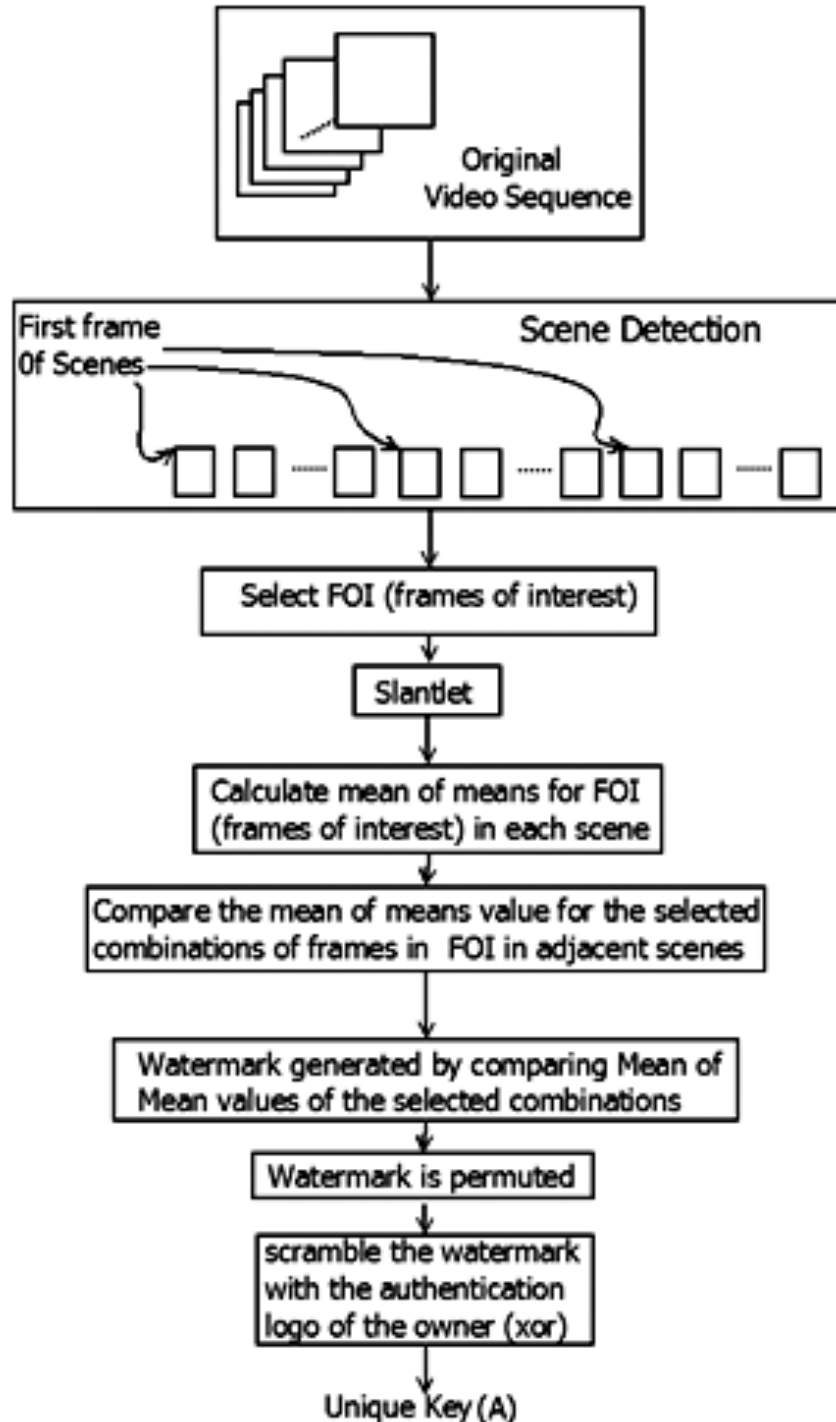 Original
Video Sequence
First frame
0f Scenes
Scene Detection
Select FOI (frames of interest)
Slantlet
Calculate mean of means for FOI
(frames of interest) in each scene
Compare the mean of means value for the selected
combinations of frames in FOI in adjacent scenes
Watermark generated by comparing Mean of
Mean values of the selected combinations
Watermark is permuted
scramble the watermark
with the authentication
logo of the owner (xor)
Unique Key (A)